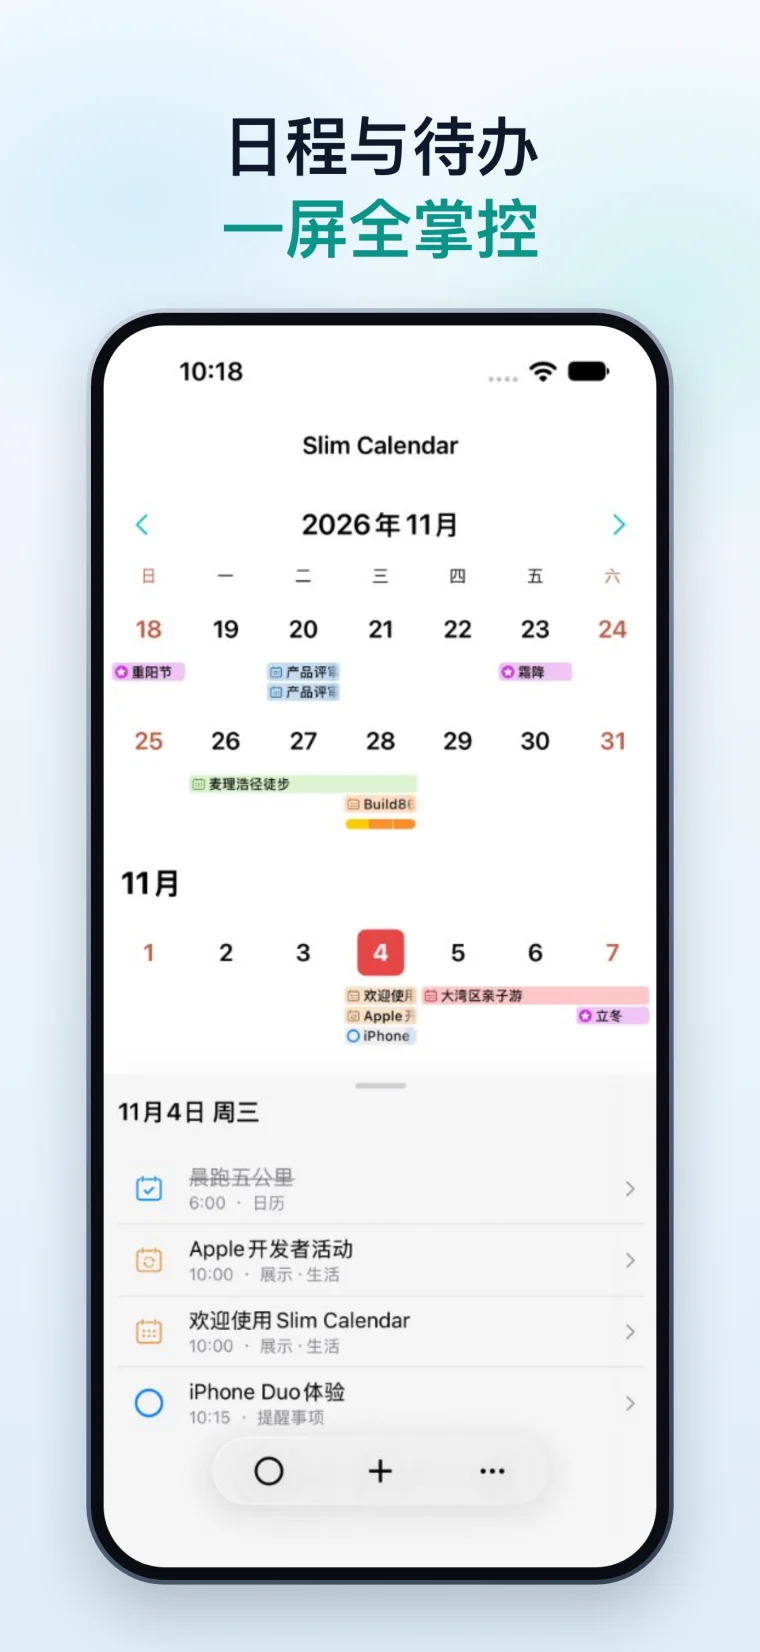 日程与待办
一屏全掌控
10:18
Slim Calendar
2026年11月
日 一 二 三 四 五 六
18 19 20 21 22 23 24
重阳节 产品评审 霜降
产品评审
25 26 27 28 29 30 31
麦理浩径徒步
Build86
11月
1 2 3 4 5 6 7
欢迎使用 大湾区亲子游
Apple 立冬
iPhone
11月4日 周三
晨跑五公里
6:00 · 日历
Apple开发者活动
10:00 · 展示·生活
欢迎使用Slim Calendar
10:00 · 展示·生活
iPhone Duo体验
10:15 · 提醒事项